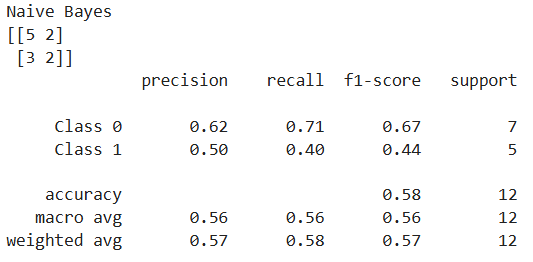 Naive Bayes
[[5 2]
 [3 2]]
              precision    recall  f1-score   support

     Class 0       0.62      0.71      0.67         7
     Class 1       0.50      0.40      0.44         5

    accuracy                           0.58        12
   macro avg       0.56      0.56      0.56        12
weighted avg       0.57      0.58      0.57        12